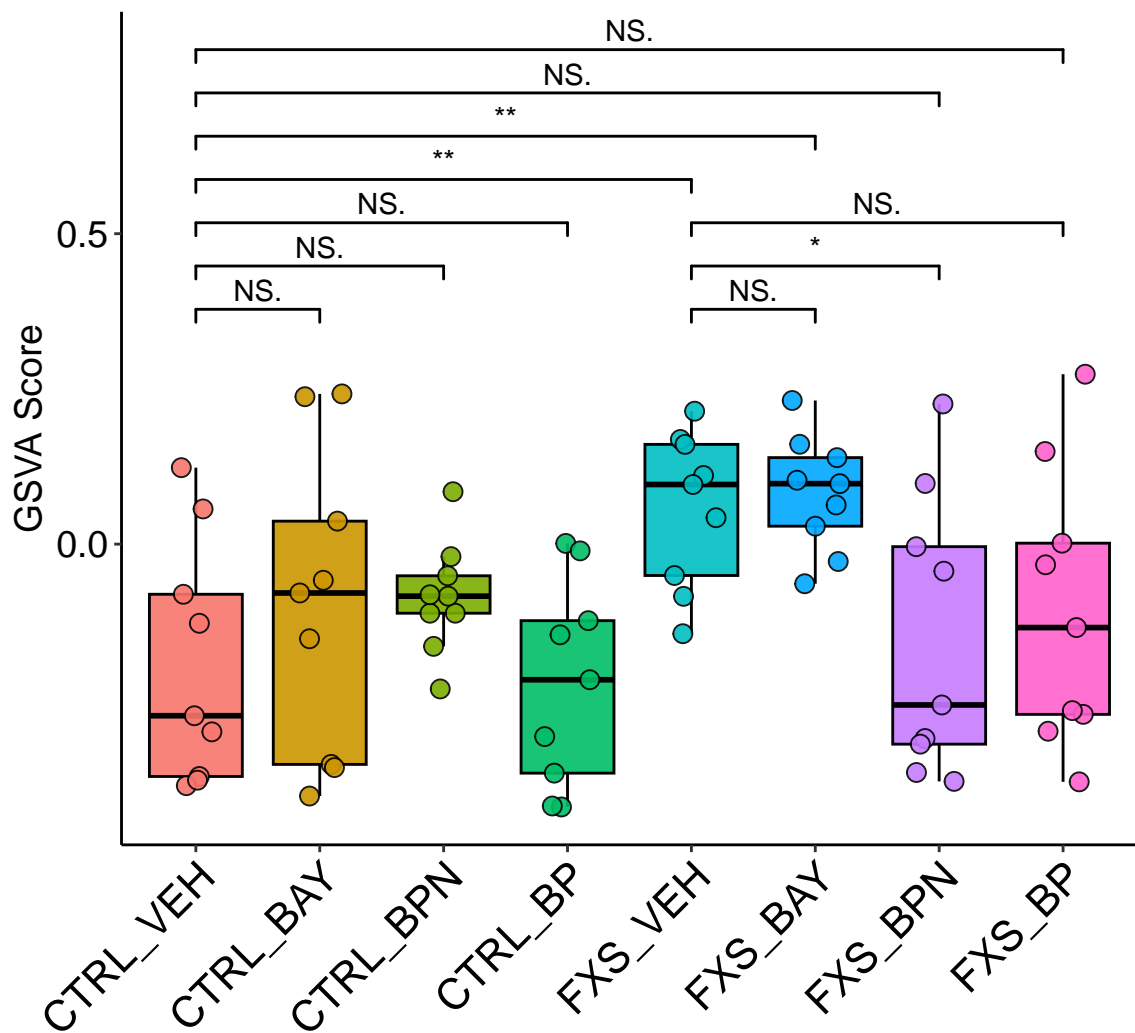 NS.
NS.
**
**
NS.
NS.
0.5
NS.
*
NS.
NS.
0.0
GSVA Score
CTRL_VEH
CTRL_BAY
CTRL_BPN
CTRL_BP
FXS_VEH
FXS_BAY
FXS_BPN
FXS_BP